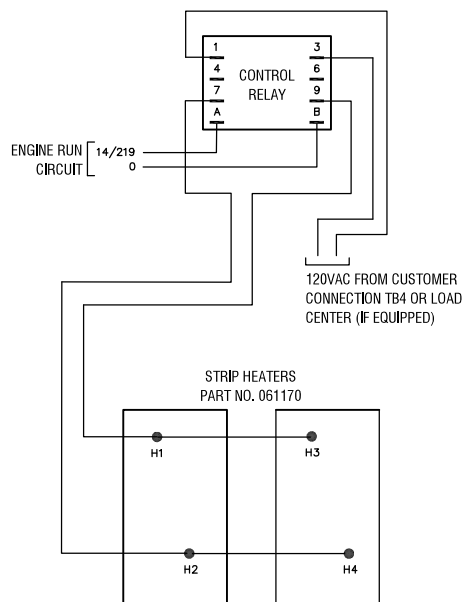 1 3
4 6
CONTROL
RELAY
7 9
A B
ENGINE RUN
CIRCUIT
14/219
0
120VAC FROM CUSTOMER
CONNECTION TB4 OR LOAD
CENTER (IF EQUIPPED)
STRIP HEATERS
PART NO. 061170
H1 H3
H2 H4